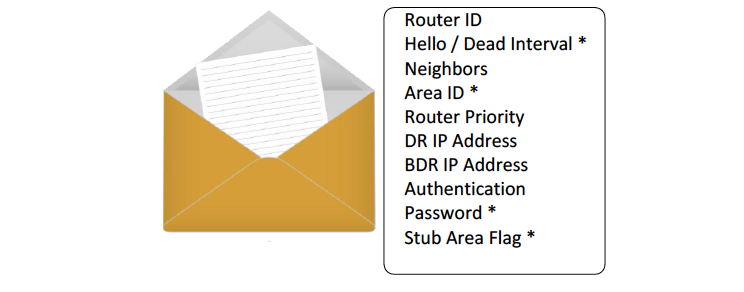 Router ID
Hello / Dead Interval *
Neighbors
Area ID *
Router Priority
DR IP Address
BDR IP Address
Authentication
Password *
Stub Area Flag *